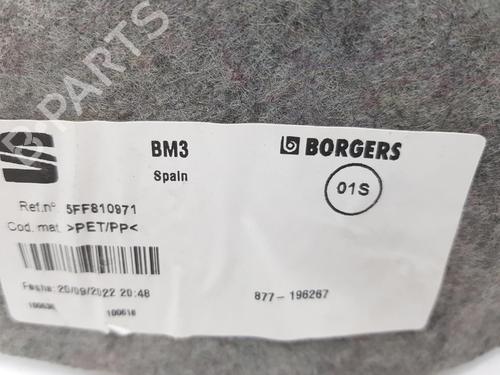 B-PARTS
BM3
BORGERS
Spain
01S
Ref.nº. 5FF810971
Cod. mat. >PET/PP<
Fecha: 20/09/2022 20:48
877- 196267
100618